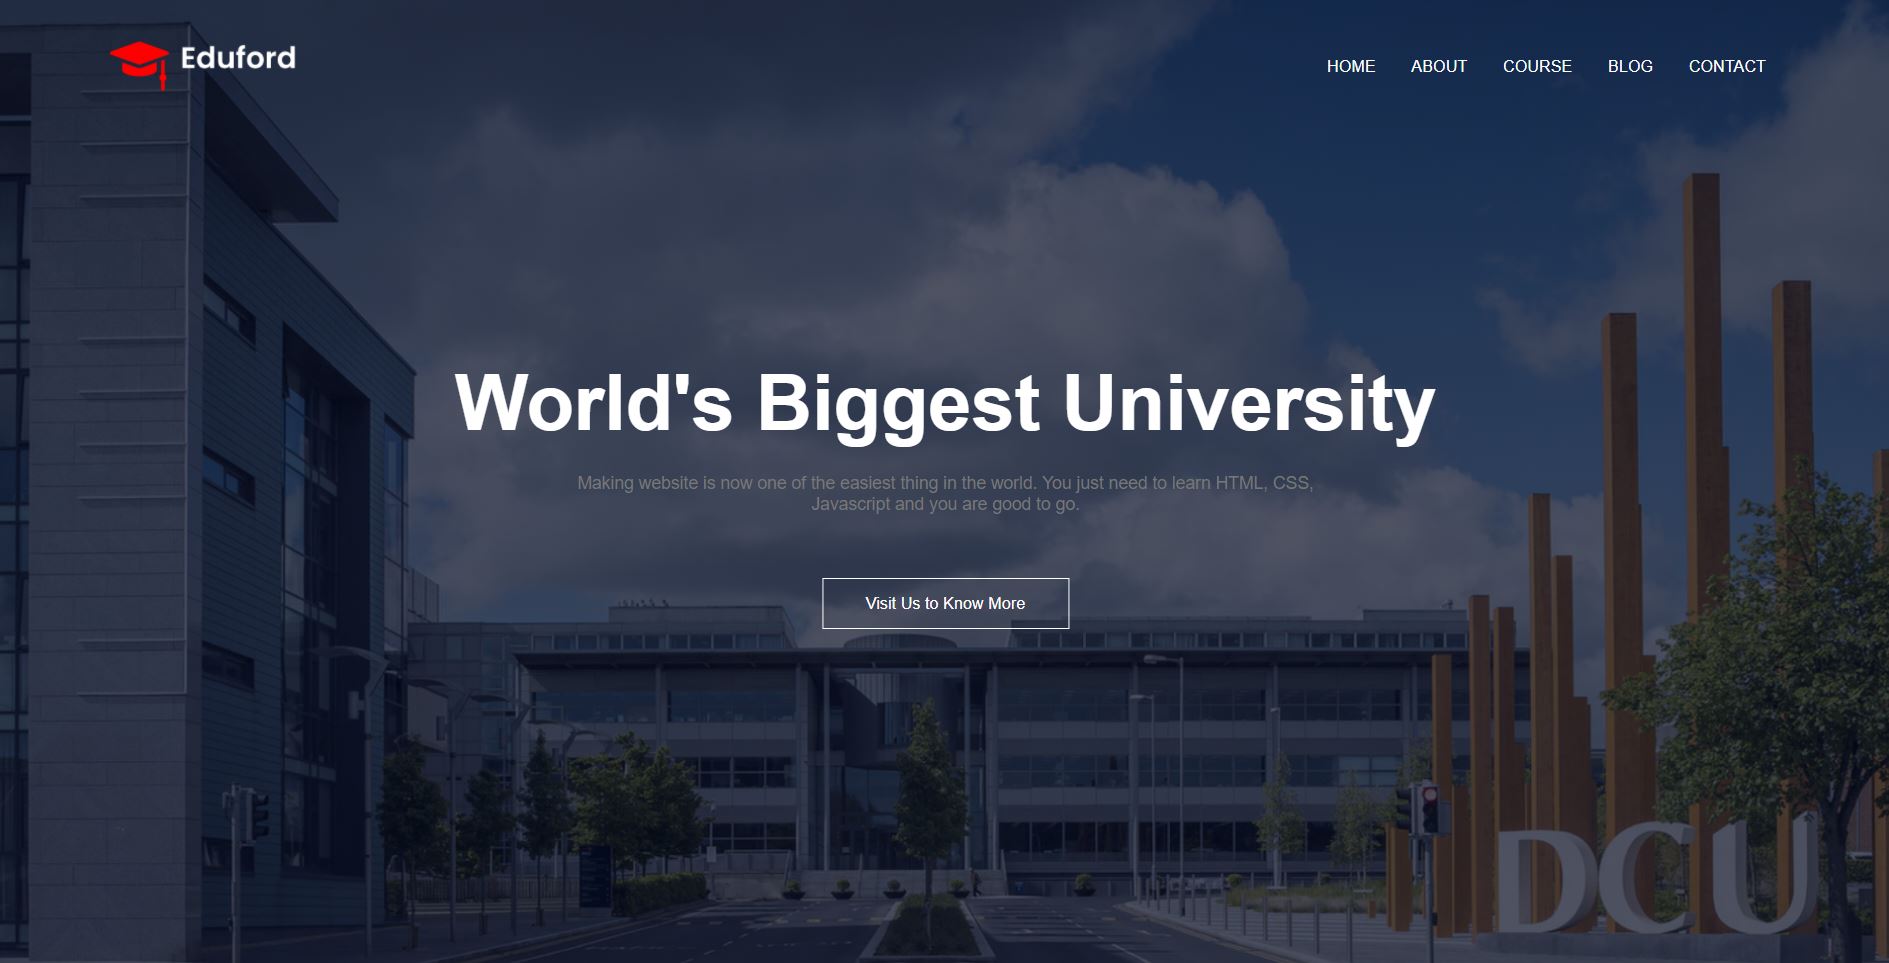 Eduford
HOME ABOUT COURSE BLOG CONTACT
World's Biggest University
Making website is now one of the easiest thing in the world. You just need to learn HTML, CSS,
Javascript and you are good to go.
Visit Us to Know More
DCU